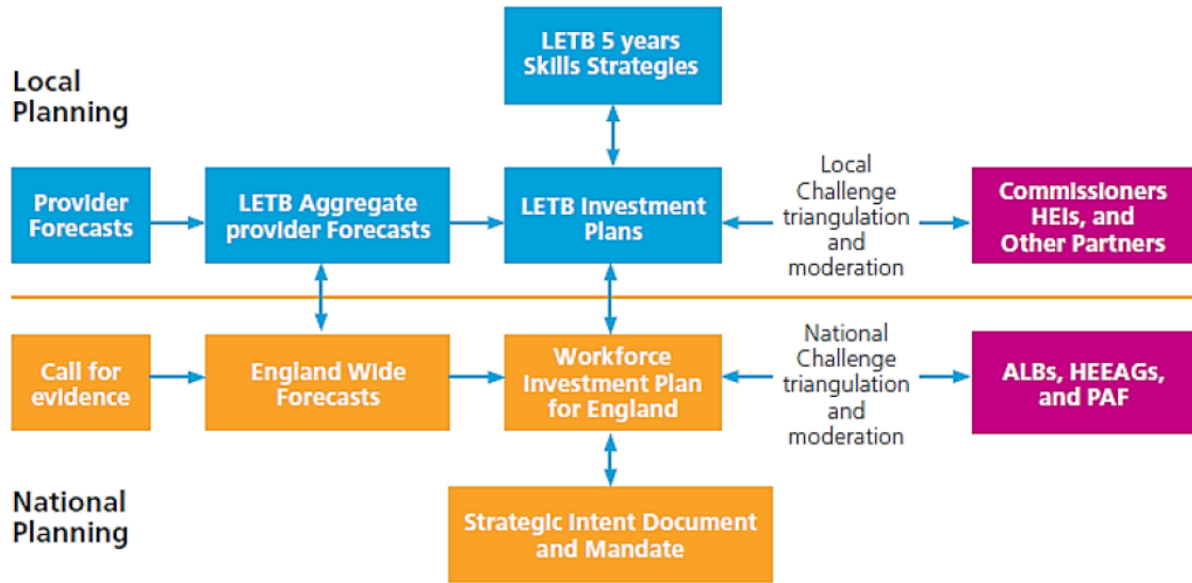 LETB 5 years
Skills Strategies
Local
Planning
Provider
Forecasts
LETB Aggregate
provider Forecasts
LETB Investment
Plans
Local
Challenge
triangulation
and
moderation
Commissioners
HEIs, and
Other Partners
Call for
evidence
England Wide
Forecasts
Workforce
Investment Plan
for England
National
Challenge
triangulation
and
moderation
ALBs, HEEAGs,
and PAF
National
Planning
Strategic Intent Document
and Mandate